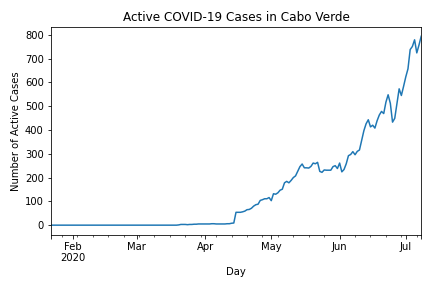 Active COVID-19 Cases in Cabo Verde
Number of Active Cases
800
700
600
500
400
300
200
100
0
Feb
2020
Mar
Apr
May
Jun
Jul
Day